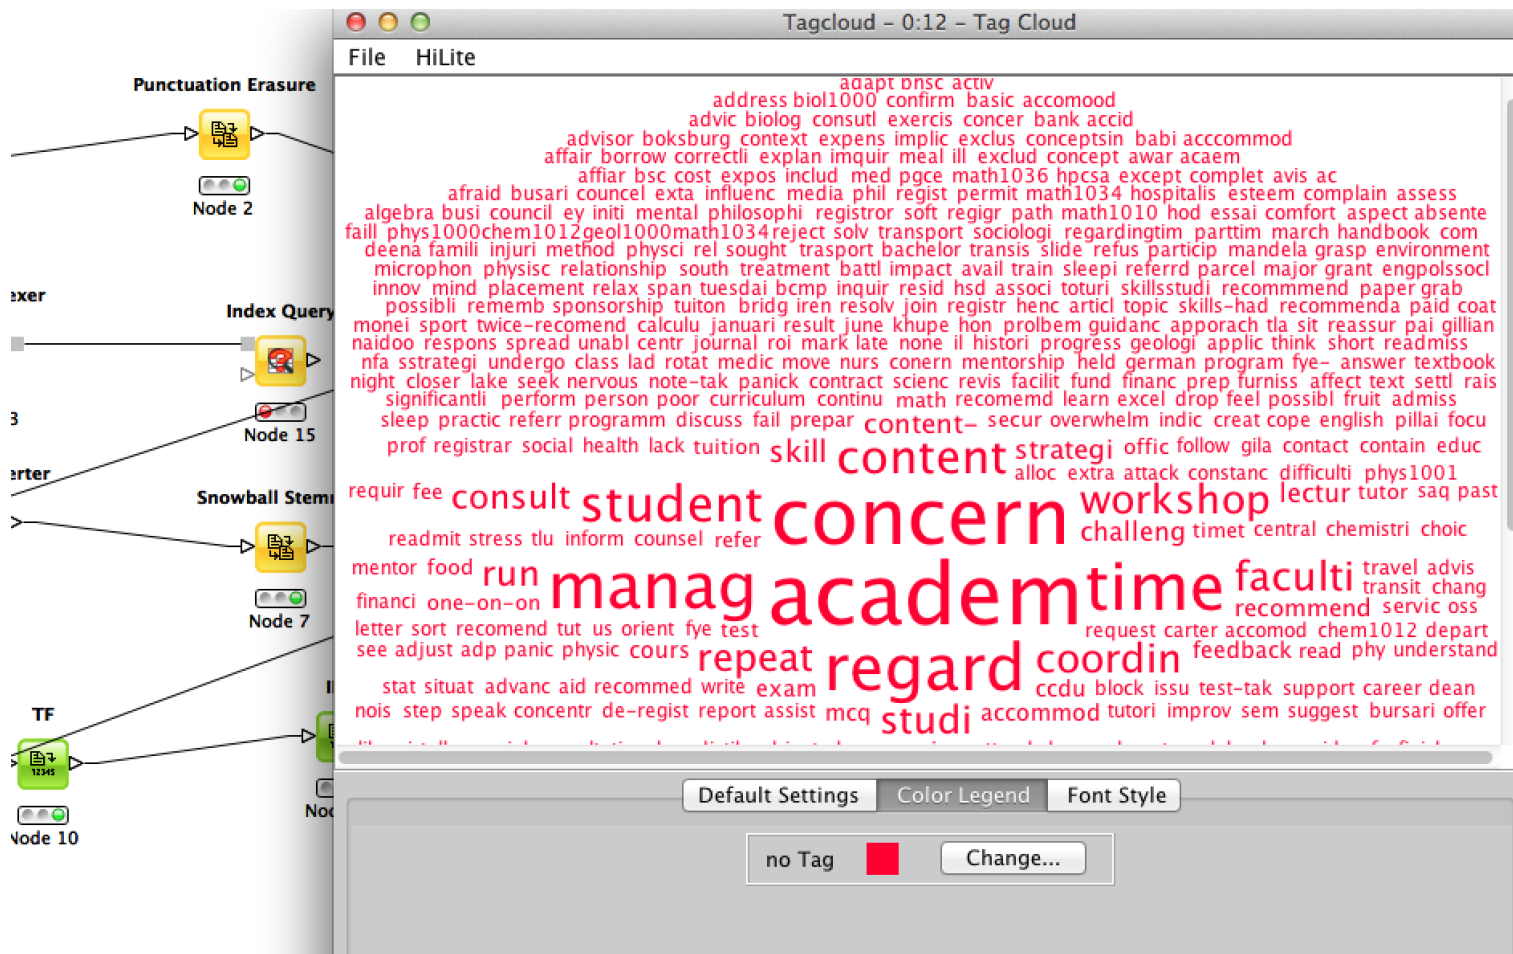 Tagcloud – 0:12 – Tag Cloud
File HiLite
Punctuation Erasure
Node 2
exer
Index Query
3
Node 15
erter
Snowball Stem
Node 7
TF
Node 10
adapt bnsc activ
address biol1000 confirm basic accomood
advic biolog consutl exercis concer bank accid
advisor boksburg context expens implic exclus conceptsin babi acccommod
affair borrow correctli explan imquir meal ill exclud concept awar acaem
affiar bsc cost expos includ med pgce math1036 hpcsa except complet avis ac
afraid busari councel exta influenc media phil regist permit math1034 hospitalis esteem complain assess
algebra busi council ey initi mental philosophi registror soft regigr path math1010 hod essai comfort aspect absente
faill phys1000chem1012geol1000math1034 reject solv transport sociologi regardingtim parttim march handbook com
deena famili injuri method physci rel sought trasport bachelor transis slide refus particip mandela grasp environment
microphon physisc relationship south treatment battl impact avail train sleepi referrd parcel major grant engpolssocl
innov mind placement relax span tuesdai bcmp inquir resid hsd associ toturi skillsstudi recommmend paper grab
possibli rememb sponsorship tuiton bridg iren resolv join registr henc articl topic skills-had recommenda paid coat
monei sport twice-recomend calculu januari result june khupe hon prolbem guidanc apporach tla sit reassur pai gillian
naidoo respons spread unabl centr journal roi mark late none il histori progress geologi applic think short readmiss
nfa sstrategi undergo class lad rotat medic move nurs conern mentorship held german program fye- answer textbook
night closer lake seek nervous note-tak panick contract scienc revis facilit fund financ prep furniss affect text settl rais
significantli perform person poor curriculum continu math recomemd learn excel drop feel possibl fruit admiss
sleep practic referr programm discuss fail prepar content– secur overwhelm indic creat cope english pillai focu
prof registrar social health lack tuition skill content strategi offic follow gila contact contain educ
alloc extra attack constanc difficulti phys1001
requir fee consult student concern workshop lectur tutor saq past
readmit stress tlu inform counsel refer challeng timet central chemistri choic
mentor food run manag academ time faculti travel advis
transit chang
financi one-on-on recommend servic oss
letter sort recomend tut us orient fye test request carter accomod chem1012 depart
see adjust adp panic physic cours repeat regard coordin feedback read phy understand
stat situat advanc aid recommed write exam ccdu block issu test-tak support career dean
nois step speak concentr de-regist report assist mcq studi accommod tutori improv sem suggest bursari offer
Default Settings Color Legend Font Style
no Tag Change...